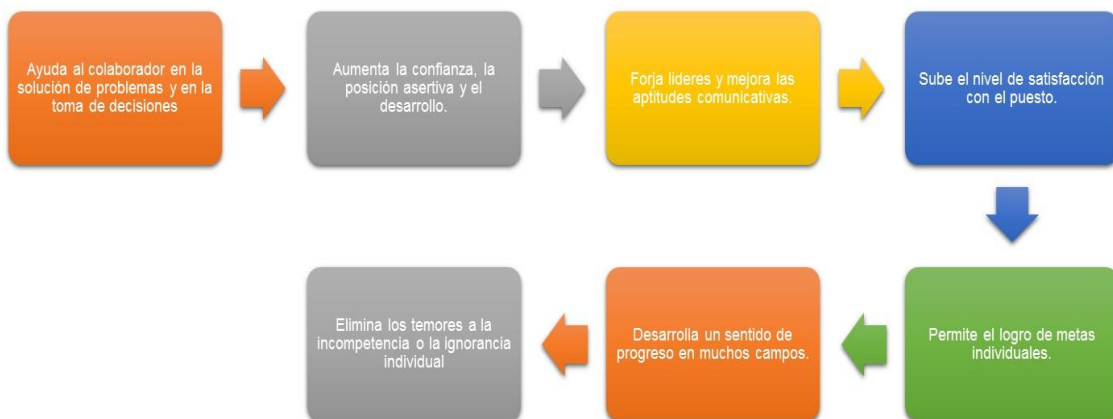 Ayuda al colaborador en la
solución de problemas y en la
toma de decisiones
Aumenta la confianza, la
posición asertiva y el
desarrollo.
Forja lideres y mejora las
aptitudes comunicativas.
Sube el nivel de satisfacción
con el puesto.
Permite el logro de metas
individuales.
Desarrolla un sentido de
progreso en muchos campos.
Elimina los temores a la
incompetencia o la ignorancia
individual